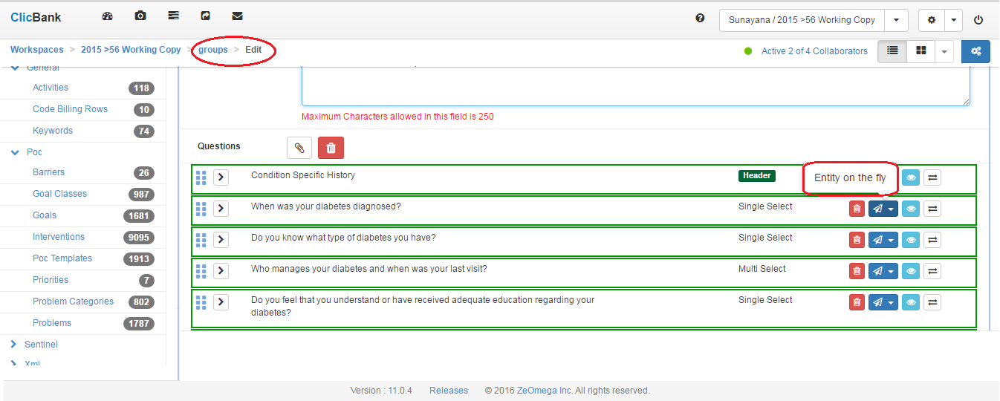 ClicBank
Sunayana / 2015 >56 Working Copy
Workspaces > 2015 >56 Working Copy > groups > Edit
Active 2 of 4 Collaborators
General
Activities 118
Code Billing Rows 10
Keywords 74
Poc
Barriers 26
Goal Classes 987
Goals 1681
Interventions 9095
Poc Templates 1913
Priorities 7
Problem Categories 802
Problems 1787
Sentinel
Xml
Maximum Characters allowed in this field is 250
Questions
Condition Specific History Header Entity on the fly
When was your diabetes diagnosed? Single Select
Do you know what type of diabetes you have? Single Select
Who manages your diabetes and when was your last visit? Multi Select
Do you feel that you understand or have received adequate education regarding your Single Select
diabetes?
Version : 11.0.4 Releases © 2016 ZeOmega Inc. All rights reserved.